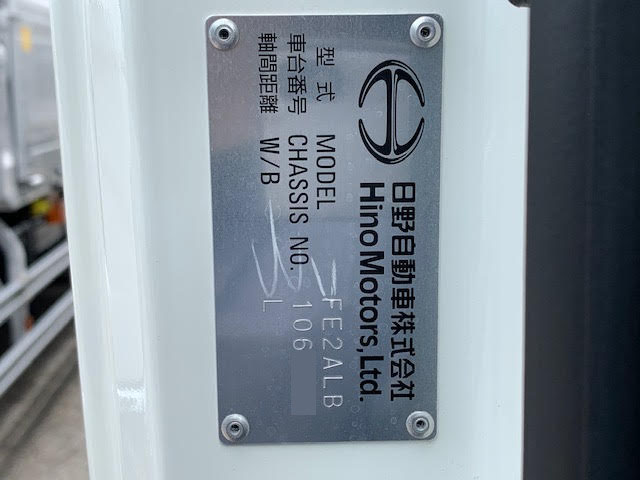 日野自動車株式会社
Hino Motors, Ltd.
型式 MODEL FE2ALB
車台番号 CHASSIS NO. 106
軸間距離 W/B L